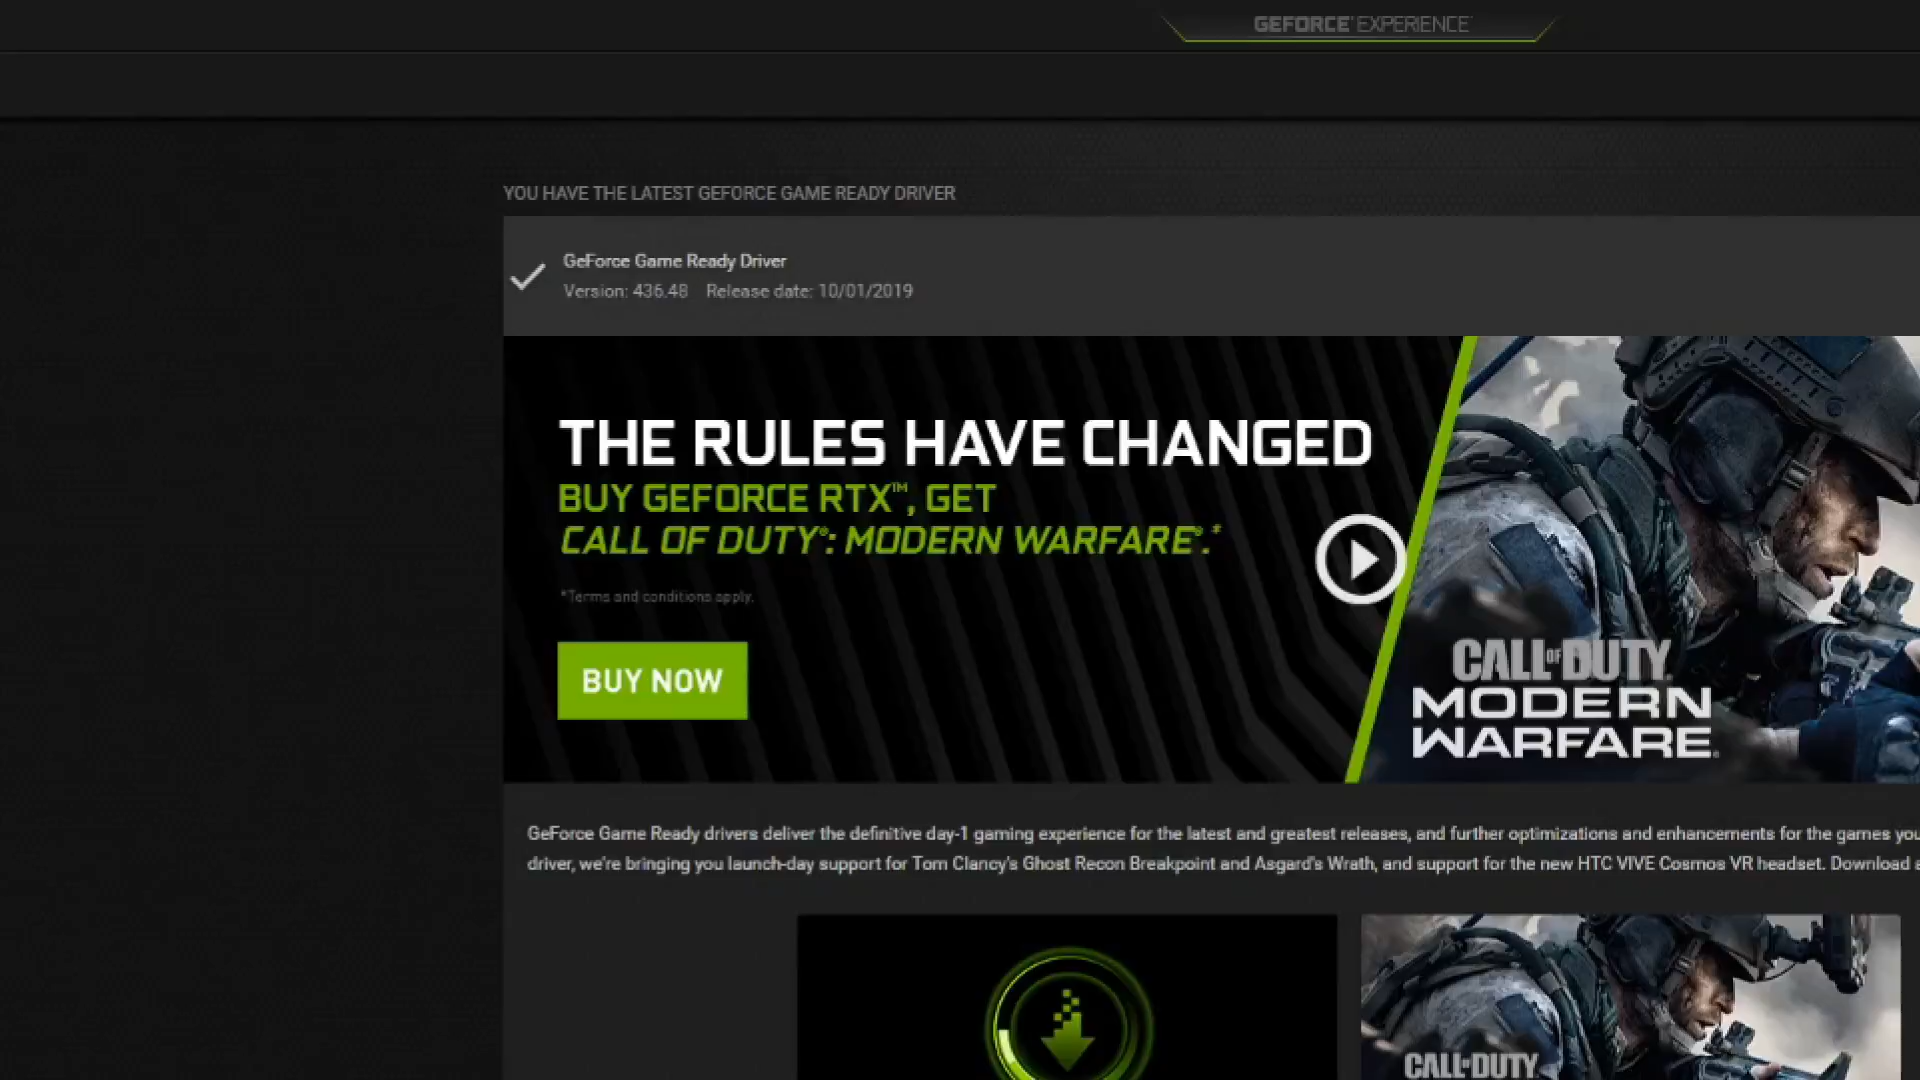 GEFORCE® EXPERIENCE™
YOU HAVE THE LATEST GEFORCE GAME READY DRIVER
GeForce Game Ready Driver
Version: 436.48 Release date: 10/01/2019
THE RULES HAVE CHANGED
BUY GEFORCE RTX™, GET
CALL OF DUTY®: MODERN WARFARE®.*
*Terms and conditions apply.
BUY NOW
CALL OF DUTY
MODERN
WARFARE®
GeForce Game Ready drivers deliver the definitive day-1 gaming experience for the latest and greatest releases, and further optimizations and enhancements for the games you
driver, we're bringing you launch-day support for Tom Clancy's Ghost Recon Breakpoint and Asgard's Wrath, and support for the new HTC VIVE Cosmos VR headset. Download
CALL OF DUTY